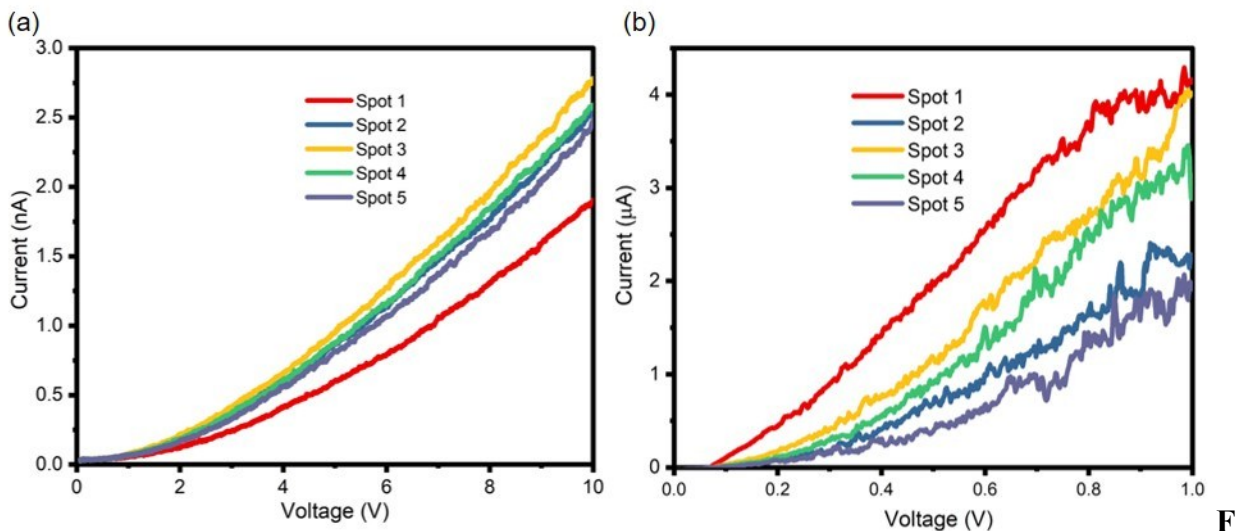 (a)
3.0
2.5
2.0
1.5
1.0
0.5
0.0
Current (nA)
Spot 1
Spot 2
Spot 3
Spot 4
Spot 5
0 2 4 6 8 10
Voltage (V)
(b)
4
3
2
1
0
Current (μA)
Spot 1
Spot 2
Spot 3
Spot 4
Spot 5
0.0 0.2 0.4 0.6 0.8 1.0
Voltage (V)
F